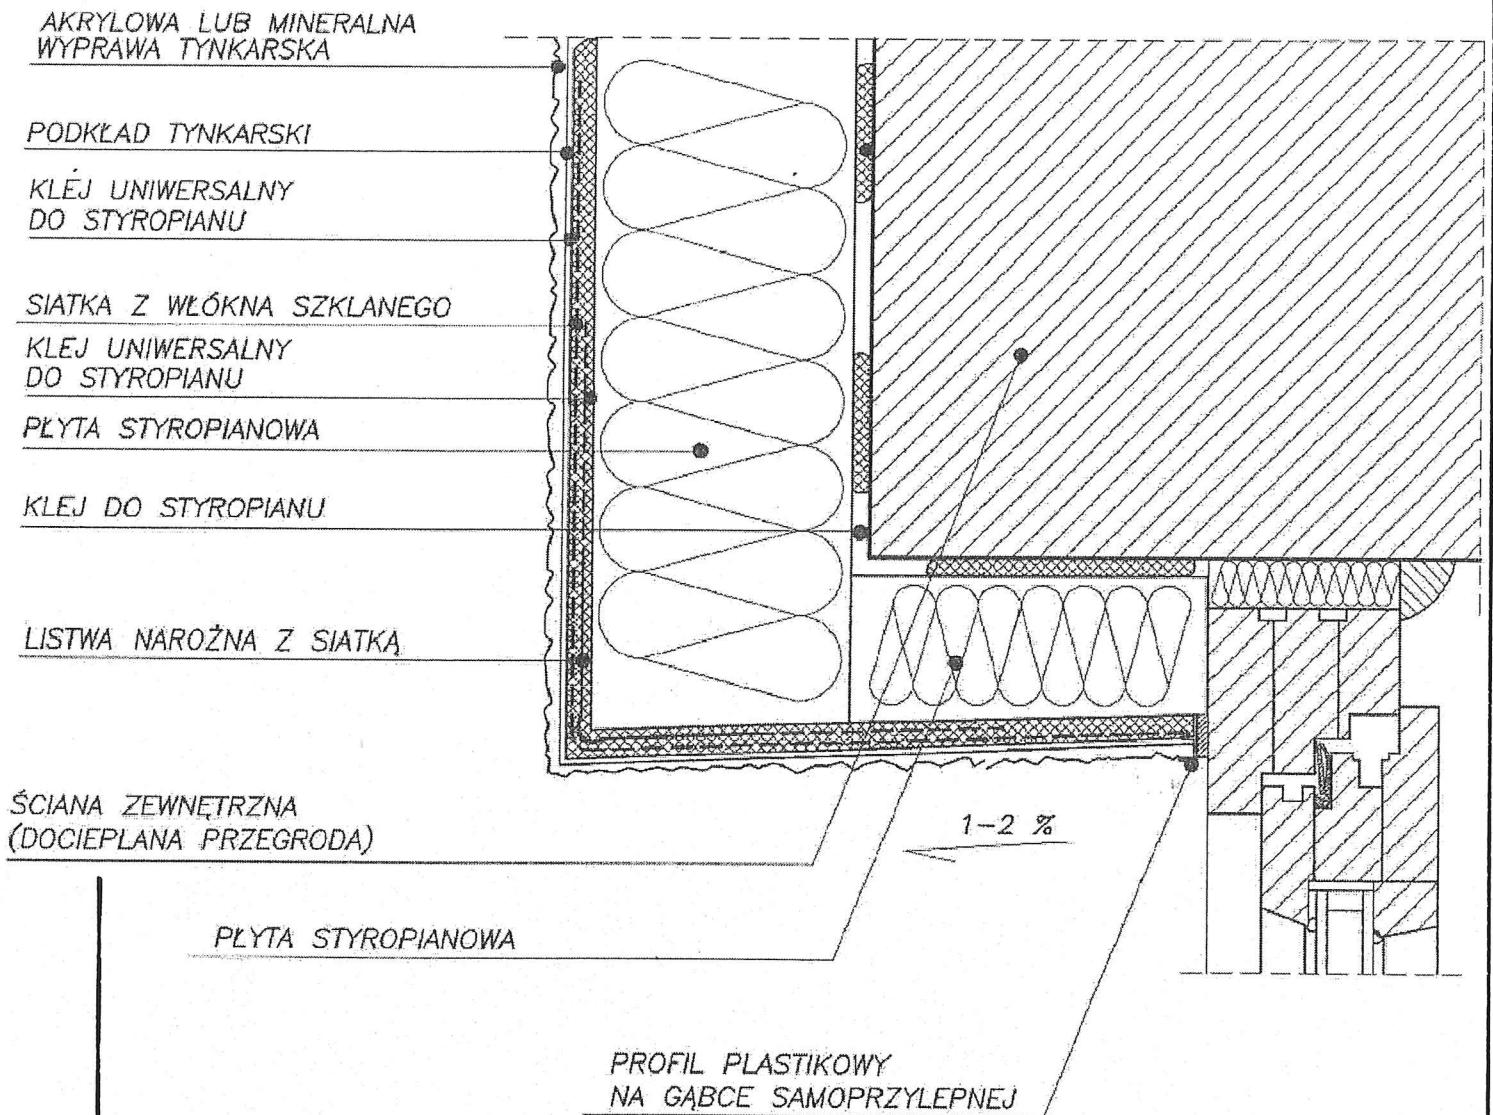 AKRYLOWA LUB MINERALNA
WYPRAWA TYNKARSKA
PODKŁAD TYNKARSKI
KLÉJ UNIWERSALNY
DO STYROPIANU
SIATKA Z WŁÓKNA SZKLANEGO
KLEJ UNIWERSALNY
DO STYROPIANU
PŁYTA STYROPIANOWA
KLEJ DO STYROPIANU
LISTWA NAROŻNA Z SIATKĄ
ŚCIANA ZEWNĘTRZNA
(DOCIEPLANA PRZEGRODA)
1-2 %
PŁYTA STYROPIANOWA
PROFIL PLASTIKOWY
NA GĄBCE SAMOPRZYLEPNEJ